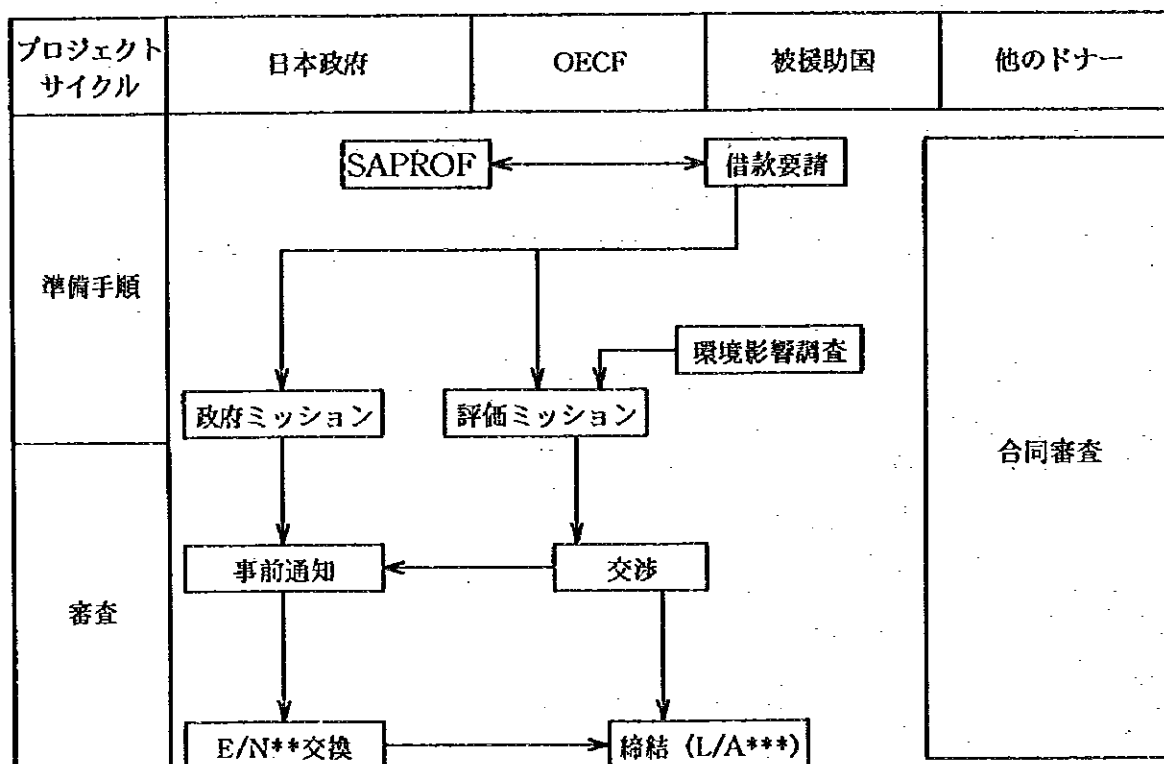 プロジェクト
サイクル
日本政府
OECF
被援助国
他のドナー
SAPROF
借款要請
準備手順
環境影響調査
政府ミッション
評価ミッション
合同審査
事前通知
交渉
審査
E/N**交換
締結（L/A***）